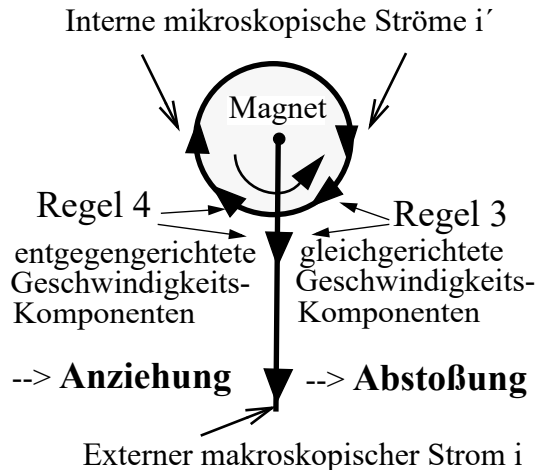 Interne mikroskopische Ströme i´
Magnet
Regel 4
entgegengerichtete
Geschwindigkeits-
Komponenten
--> Anziehung
Regel 3
gleichgerichtete
Geschwindigkeits-
Komponenten
--> Abstoßung
Externer makroskopischer Strom i